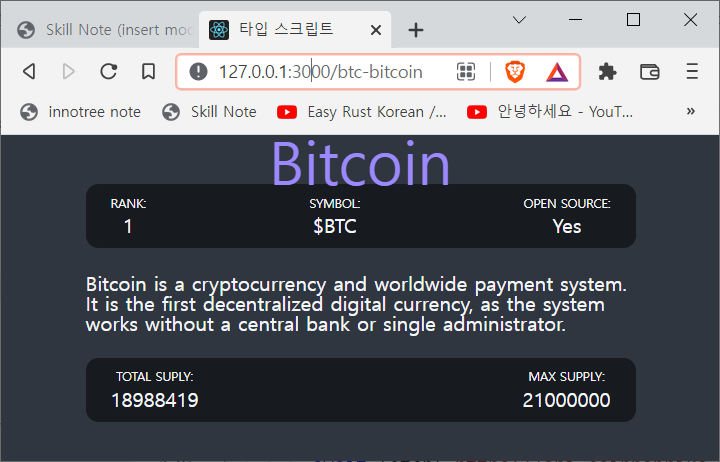 Skill Note (insert mod
타입 스크립트
127.0.0.1:3000/btc-bitcoin
innotree note
Skill Note
Easy Rust Korean /...
안녕하세요 - YouT...
Bitcoin
RANK:
SYMBOL:
OPEN SOURCE:
1
$BTC
Yes
Bitcoin is a cryptocurrency and worldwide payment system.
It is the first decentralized digital currency, as the system
works without a central bank or single administrator.
TOTAL SUPLY:
MAX SUPPLY:
18988419
21000000